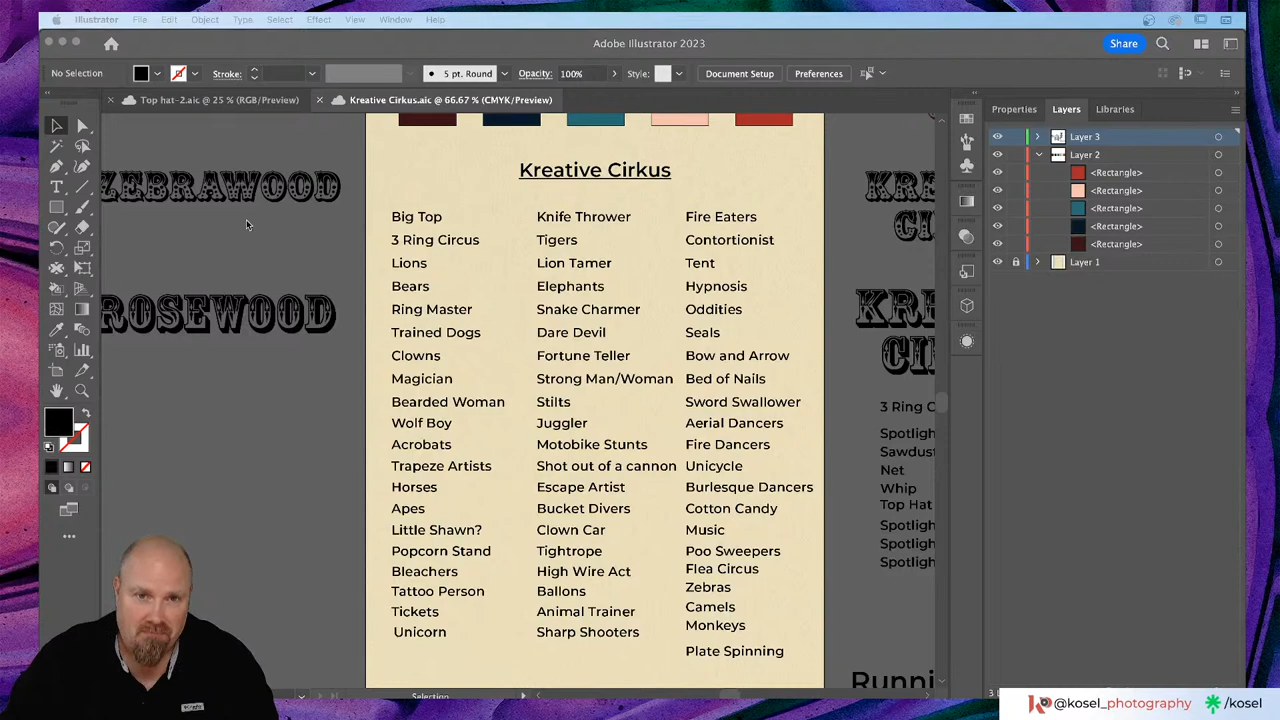 Illustrator File Edit Object Type Select Effect View Window Help
Adobe Illustrator 2023
Share
No Selection
Stroke:
5 pt. Round
Opacity: 100%
Style:
Document Setup
Preferences
Top hat-2.aic @ 25 % (RGB/Preview)
Kreative Cirkus.aic @ 66.67 % (CMYK/Preview)
Properties Layers Libraries
Layer 3
Layer 2
<Rectangle>
<Rectangle>
<Rectangle>
<Rectangle>
<Rectangle>
Layer 1
ZEBRAWOOD
ROSEWOOD
Kreative Cirkus
Big Top
3 Ring Circus
Lions
Bears
Ring Master
Trained Dogs
Clowns
Magician
Bearded Woman
Wolf Boy
Acrobats
Trapeze Artists
Horses
Apes
Little Shawn?
Popcorn Stand
Bleachers
Tattoo Person
Tickets
Unicorn
Knife Thrower
Tigers
Lion Tamer
Elephants
Snake Charmer
Dare Devil
Fortune Teller
Strong Man/Woman
Stilts
Juggler
Motobike Stunts
Shot out of a cannon
Escape Artist
Bucket Divers
Clown Car
Tightrope
High Wire Act
Ballons
Animal Trainer
Sharp Shooters
Fire Eaters
Contortionist
Tent
Hypnosis
Oddities
Seals
Bow and Arrow
Bed of Nails
Sword Swallower
Aerial Dancers
Fire Dancers
Unicycle
Burlesque Dancers
Cotton Candy
Music
Poo Sweepers
Flea Circus
Zebras
Camels
Monkeys
Plate Spinning
KRE
CI
KRE
CI
3 Ring C
Spotligh
Sawdust
Net
Whip
Top Hat
Spotligh
Spotligh
Spotligh
Runni
Selection
@kosel_photography
/kosel